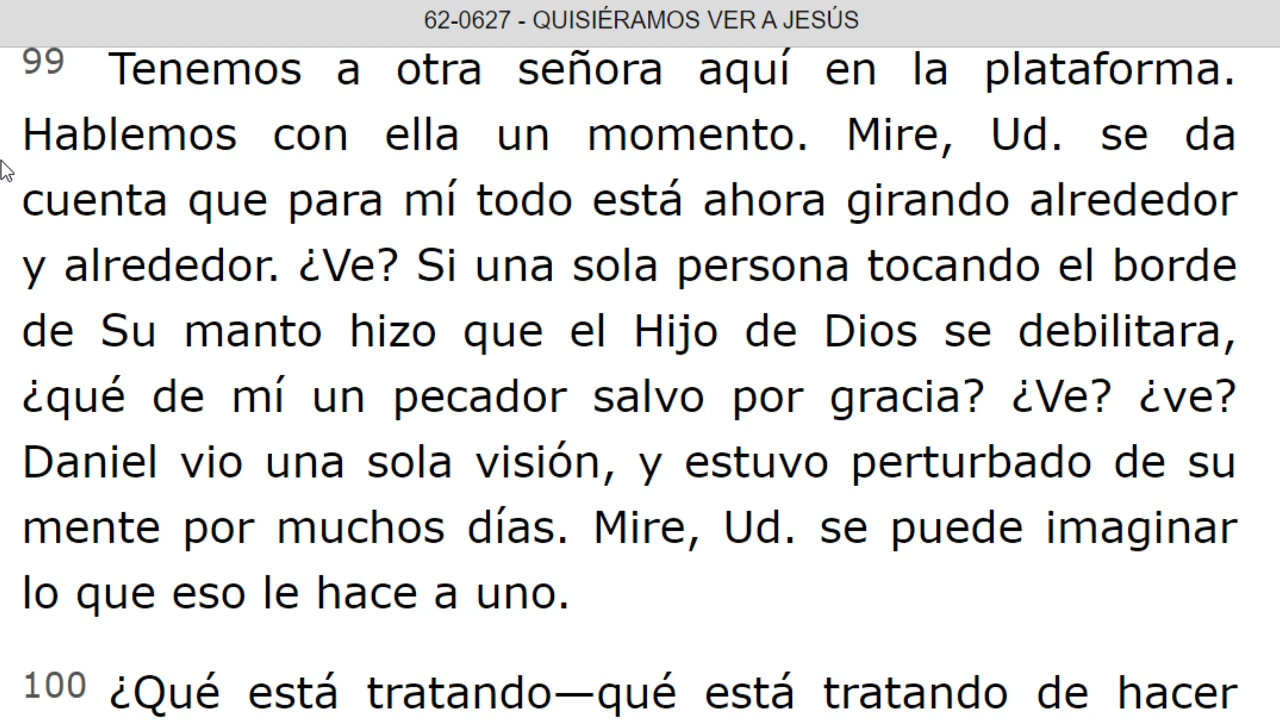 62-0627 - QUISIÉRAMOS VER A JESÚS
99 Tenemos a otra señora aquí en la plataforma.
Hablemos con ella un momento. Mire, Ud. se da
cuenta que para mí todo está ahora girando alrededor
y alrededor. ¿Ve? Si una sola persona tocando el borde
de Su manto hizo que el Hijo de Dios se debilitara,
¿qué de mí un pecador salvo por gracia? ¿Ve? ¿ve?
Daniel vio una sola visión, y estuvo perturbado de su
mente por muchos días. Mire, Ud. se puede imaginar
lo que eso le hace a uno.
100 ¿Qué está tratando—qué está tratando de hacer